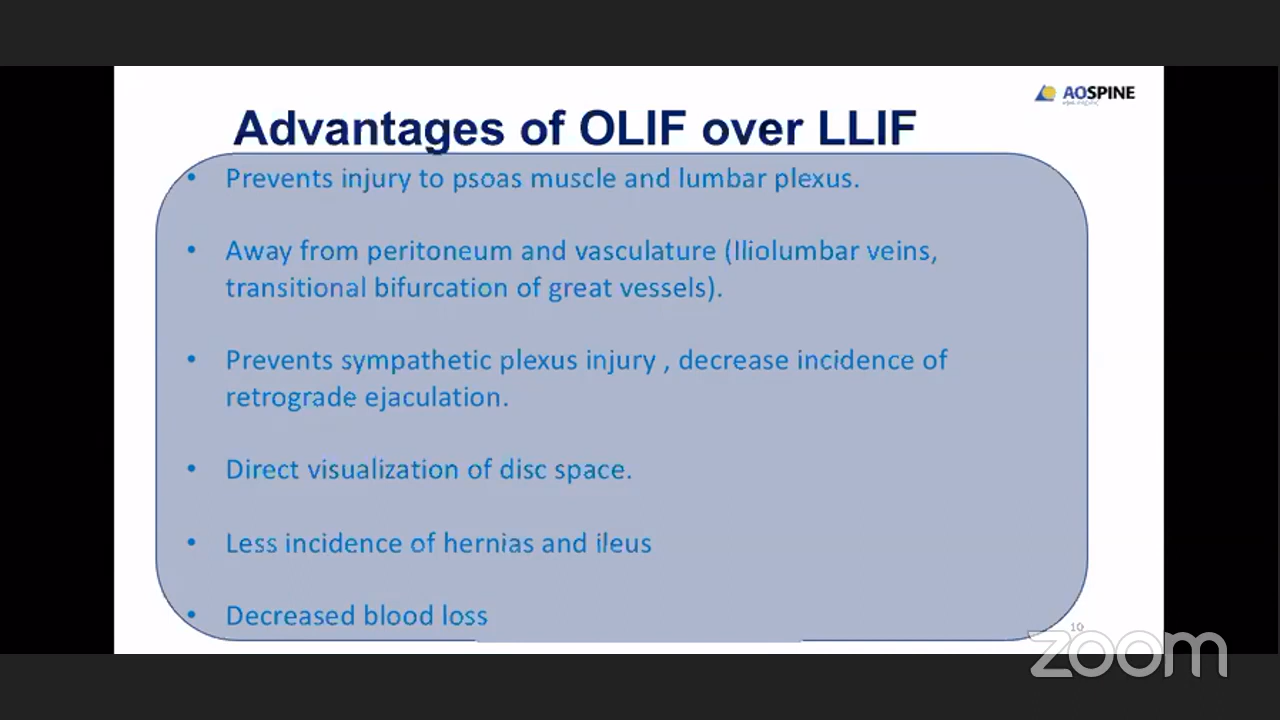 AOSPINE
Advantages of OLIF over LLIF
• Prevents injury to psoas muscle and lumbar plexus.
• Away from peritoneum and vasculature (Iliolumbar veins,
transitional bifurcation of great vessels).
• Prevents sympathetic plexus injury , decrease incidence of
retrograde ejaculation.
• Direct visualization of disc space.
• Less incidence of hernias and ileus
• Decreased blood loss
10
zoom